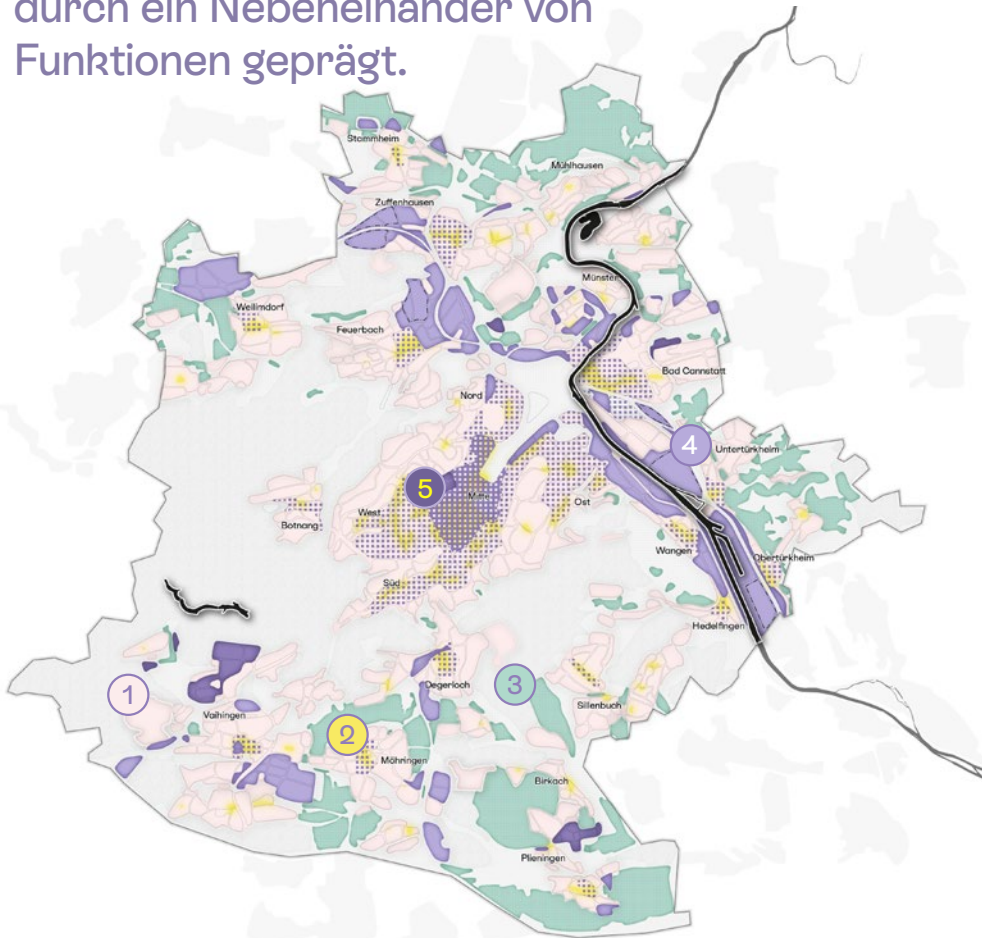 durch ein Nebeneinander von
Funktionen geprägt.
Stammheim
Mühlhausen
Zuffenhausen
Münster
Weilimdorf
Feuerbach
Bad Cannstatt
Nord
4
Untertürkheim
5
Mitte
West
Ost
Botnang
Wangen
Obertürkheim
Süd
Hedelfingen
Degerloch
3
1
Sillenbuch
Vaihingen
2
Möhringen
Birkach
Plieningen